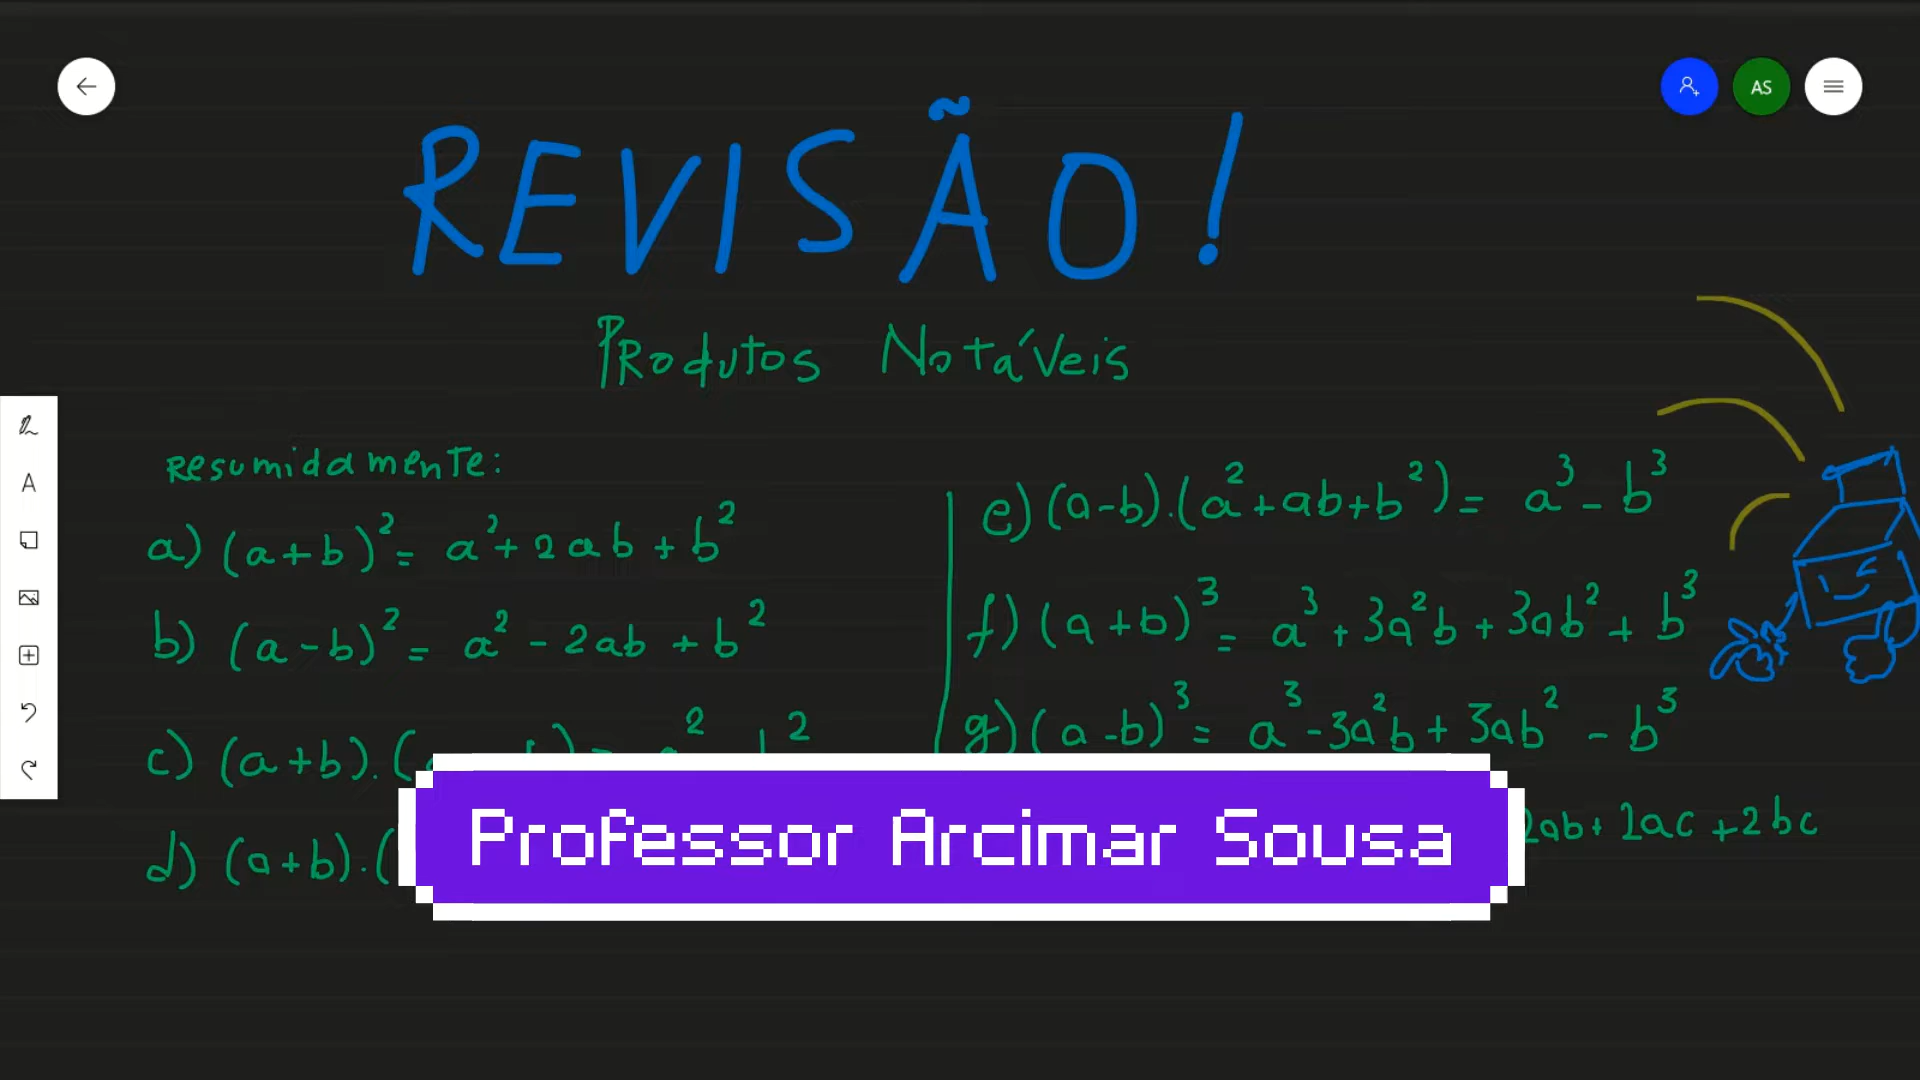 AS
REVISÃO!
Produtos Notáveis
resumidamente:
a) (a+b)² = a² + 2ab + b²
b) (a-b)² = a² - 2ab + b²
c) (a+b).(
d) (a+b).(
e) (a-b).(a²+ab+b²) = a³ - b³
f) (a+b)³ = a³ + 3a²b + 3ab² + b³
g) (a-b)³ = a³ - 3a²b + 3ab² - b³
2ab + 2ac + 2bc
Professor Arcimar Sousa